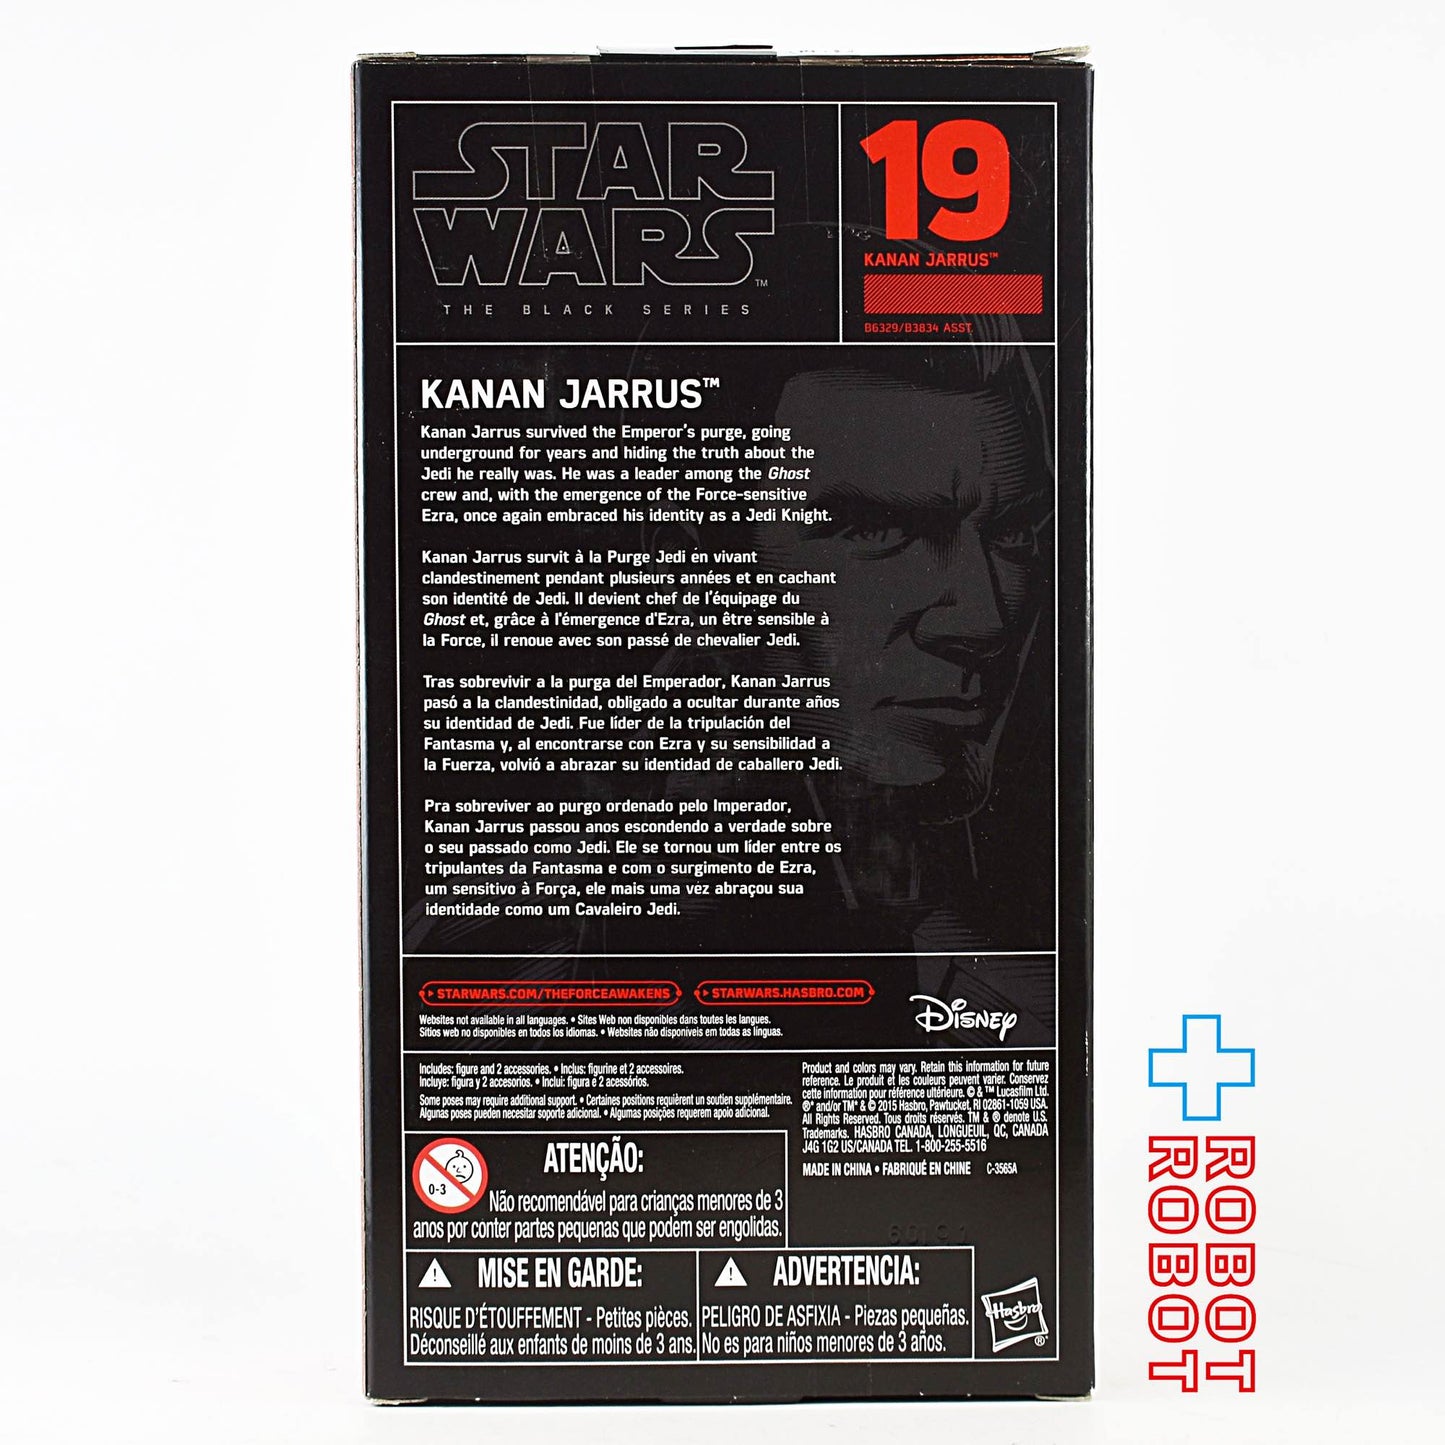 STAR
WARS™
THE BLACK SERIES
19
KANAN JARRUS™
B6329/B3834 ASST.
KANAN JARRUS™
Kanan Jarrus survived the Emperor's purge, going
underground for years and hiding the truth about the
Jedi he really was. He was a leader among the Ghost
crew and, with the emergence of the Force-sensitive
Ezra, once again embraced his identity as a Jedi Knight.
Kanan Jarrus survit à la Purge Jedi en vivant
clandestinement pendant plusieurs années et en cachant
son identité de Jedi. Il devient chef de l'équipage du
Ghost et, grâce à l'émergence d'Ezra, un être sensible à
la Force, il renoue avec son passé de chevalier Jedi.
Tras sobrevivir a la purga del Emperador, Kanan Jarrus
pasó a la clandestinidad, obligado a ocultar durante años
su identidad de Jedi. Fue líder de la tripulación del
Fantasma y, al encontrarse con Ezra y su sensibilidad a
la Fuerza, volvió a abrazar su identidad de caballero Jedi.
Pra sobreviver ao purgo ordenado pelo Imperador,
Kanan Jarrus passou anos escondendo a verdade sobre
o seu passado como Jedi. Ele se tornou um líder entre os
tripulantes da Fantasma e com o surgimento de Ezra,
um sensitivo à Força, ele mais uma vez abraçou sua
identidade como um Cavaleiro Jedi.
STARWARS.COM/THEFORCEAWAKENS
STARWARS.HASBRO.COM
Websites not available in all languages. • Sites Web non disponibles dans toutes les langues.
Sitios web no disponibles en todos los idiomas. • Websites não disponíveis em todas as línguas.
Disney
Includes: figure and 2 accessories. • Inclus: figurine et 2 accessoires.
Incluye: figura y 2 accesorios. • Inclui: figura e 2 acessórios.
Some poses may require additional support. • Certaines positions requièrent un soutien supplémentaire.
Algunas poses pueden necesitar soporte adicional. • Algumas posições requerem apoio adicional.
Product and colors may vary. Retain this information for future
reference. Le produit et les couleurs peuvent varier. Conservez
cette information pour référence ultérieure. © & ™ Lucasfilm Ltd.
®* and/or TM* & © 2015 Hasbro, Pawtucket, RI 02861-1059 USA.
All Rights Reserved. Tous droits réservés. TM & ® denote U.S.
Trademarks. HASBRO CANADA, LONGUEUIL, QC, CANADA
J4G 1G2 US/CANADA TEL. 1-800-255-5516
MADE IN CHINA • FABRIQUÉ EN CHINE C-3565A
0-3
ATENÇÃO:
Não recomendável para crianças menores de 3
anos por conter partes pequenas que podem ser engolidas.
MISE EN GARDE:
RISQUE D'ÉTOUFFEMENT - Petites pièces.
Déconseillé aux enfants de moins de 3 ans.
ADVERTENCIA:
PELIGRO DE ASFIXIA - Piezas pequeñas.
No es para niños menores de 3 años.
Hasbro®
ROBOT
ROBOT